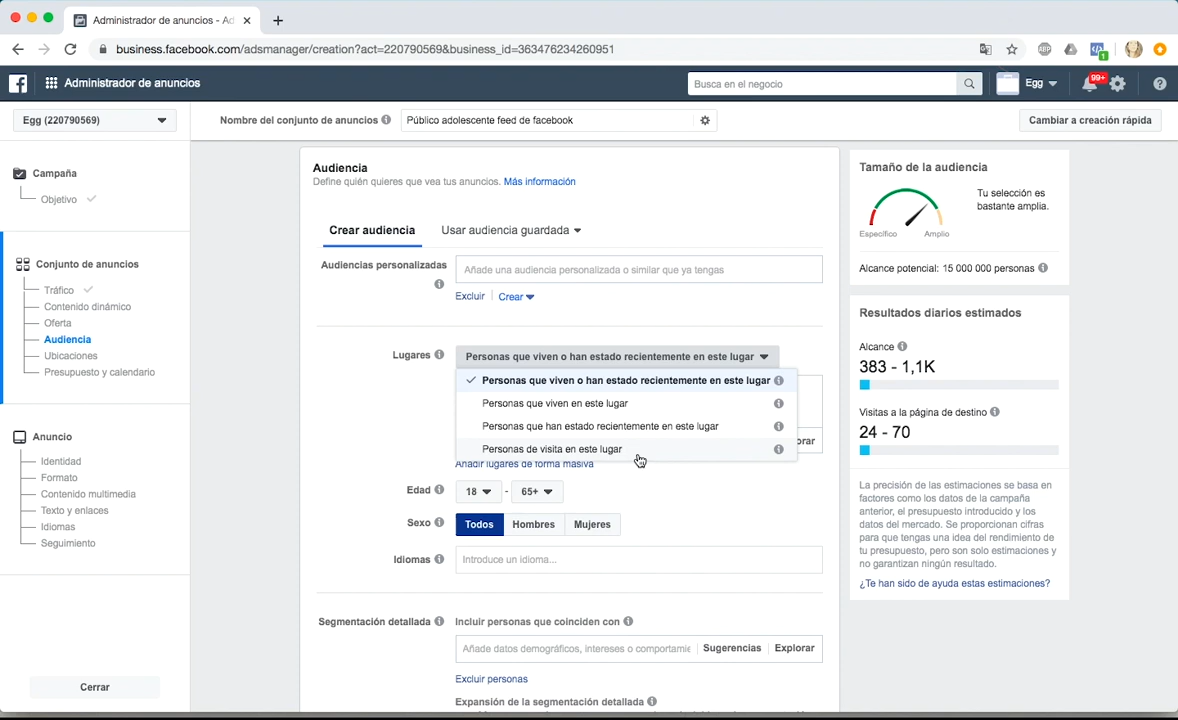 Administrador de anuncios - Ad
business.facebook.com/adsmanager/creation?act=220790569&business_id=363476234260951
ABP
1
Administrador de anuncios
Busca en el negocio
Egg
99+
Egg (220790569)
Nombre del conjunto de anuncios
Público adolescente feed de facebook
Cambiar a creación rápida
Campaña
Objetivo
Conjunto de anuncios
Tráfico
Contenido dinámico
Oferta
Audiencia
Ubicaciones
Presupuesto y calendario
Anuncio
Identidad
Formato
Contenido multimedia
Texto y enlaces
Idiomas
Seguimiento
Cerrar
Audiencia
Define quién quieres que vea tus anuncios. Más información
Crear audiencia
Usar audiencia guardada
Audiencias personalizadas
Añade una audiencia personalizada o similar que ya tengas
Excluir
Crear
Lugares
Personas que viven o han estado recientemente en este lugar
Personas que viven o han estado recientemente en este lugar
Personas que viven en este lugar
Personas que han estado recientemente en este lugar
Personas de visita en este lugar
orar
Añadir lugares de forma masiva
Edad
18 - 65+
Sexo
Todos
Hombres
Mujeres
Idiomas
Introduce un idioma...
Segmentación detallada
Incluir personas que coinciden con
Añade datos demográficos, intereses o comportamie
Sugerencias
Explorar
Excluir personas
Expansión de la segmentación detallada
Tamaño de la audiencia
Específico
Amplio
Tu selección es
bastante amplia.
Alcance potencial: 15 000 000 personas
Resultados diarios estimados
Alcance
383 - 1,1K
Visitas a la página de destino
24 - 70
La precisión de las estimaciones se basa en
factores como los datos de la campaña
anterior, el presupuesto introducido y los
datos del mercado. Se proporcionan cifras
para que tengas una idea del rendimiento de
tu presupuesto, pero son solo estimaciones y
no garantizan ningún resultado.
¿Te han sido de ayuda estas estimaciones?